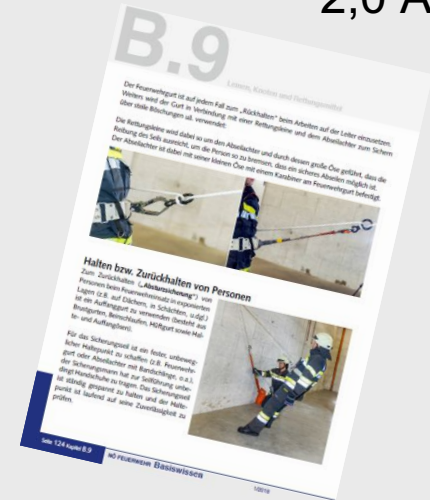 2,0 A
B.9
Leinen, Knoten und Rettungsmittel
Der Feuerwehrgurt ist auf jedem Fall zum „Rückhalten“ beim Arbeiten auf der Leiter einzusetzen.
Weiters wird der Gurt in Verbindung mit einer Rettungsleine und dem Abseilachter zum Sichern
über steile Böschungen udl. verwendet:
Die Rettungsleine wird dabei so um den Abseilachter und durch dessen große Öse geführt, dass die
Reibung des Seils ausreicht, um die Person so zu bremsen, dass ein sicheres Abseilen möglich ist.
Der Abseilachter ist dabei mit seiner kleinen Öse mit einem Karabiner am Feuerwehrgurt befestigt.
Halten bzw. Zurückhalten von Personen
Zum Zurückhalten („Absturzsicherung“) von
Personen beim Feuerwehreinsatz in exponierten
Lagen (z.B. auf Dächern, in Schächten, u.dgl.)
ist ein Auffanggurt zu verwenden (besteht aus
Brustgurten, Beinschlaufen, Hüftgurt sowie Hal-
te- und Auffangösen).
Für das Sicherungsseil ist ein fester, unbeweg-
licher Haltepunkt zu schaffen (z.B. Feuerwehr-
gurt oder Abseilachter mit Bandschlinge, o.a.),
der Sicherungsmann hat zur Seilführung unbe-
dingt Handschuhe zu tragen. Das Sicherungsseil
ist ständig gespannt zu halten und der Halte-
punkt ist laufend auf seine Zuverlässigkeit zu
prüfen.
Seite 124 Kapitel B.9
NÖ FEUERWEHR Basiswissen
1/2019